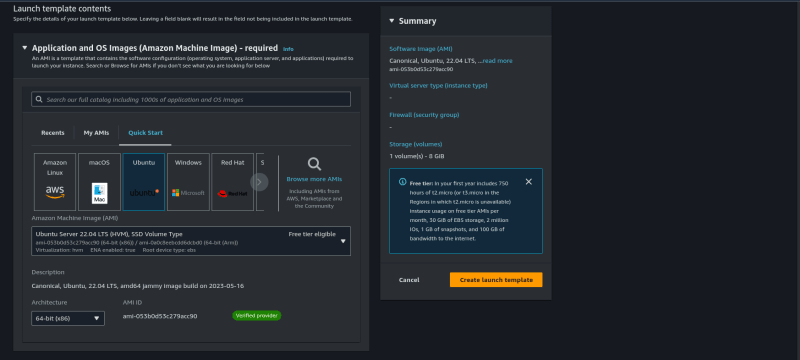 Launch template contents
Specify the details of your launch template below. Leaving a field blank will result in the field not being included in the launch template.
Application and OS Images (Amazon Machine Image) - required Info
An AMI is a template that contains the software configuration (operating system, application server, and applications) required to
launch your instance. Search or Browse for AMIs if you don't see what you are looking for below
Search our full catalog including 1000s of application and OS images
Recents
My AMIs
Quick Start
Amazon
Linux
aws
macOS
Mac
Ubuntu
ubuntu
Windows
Microsoft
Red Hat
Red Hat
S
Browse more AMIs
Including AMIs from
AWS, Marketplace and
the Community
Amazon Machine Image (AMI)
Ubuntu Server 22.04 LTS (HVM), SSD Volume Type
Free tier eligible
ami-053b0d53c279acc90 (64-bit (x86)) / ami-0a0c8eebcdd6dcbd0 (64-bit (Arm))
Virtualization: hvm ENA enabled: true Root device type: ebs
Description
Canonical, Ubuntu, 22.04 LTS, amd64 jammy image build on 2023-05-16
Architecture
64-bit (x86)
AMI ID
ami-053b0d53c279acc90
Verified provider
Summary
Software Image (AMI)
Canonical, Ubuntu, 22.04 LTS, ...read more
ami-053b0d53c279acc90
Virtual server type (instance type)
-
Firewall (security group)
-
Storage (volumes)
1 volume(s) - 8 GiB
Free tier: In your first year includes 750
hours of t2.micro (or t3.micro in the
Regions in which t2.micro is unavailable)
instance usage on free tier AMIs per
month, 30 GiB of EBS storage, 2 million
IOs, 1 GB of snapshots, and 100 GB of
bandwidth to the internet.
Cancel
Create launch template